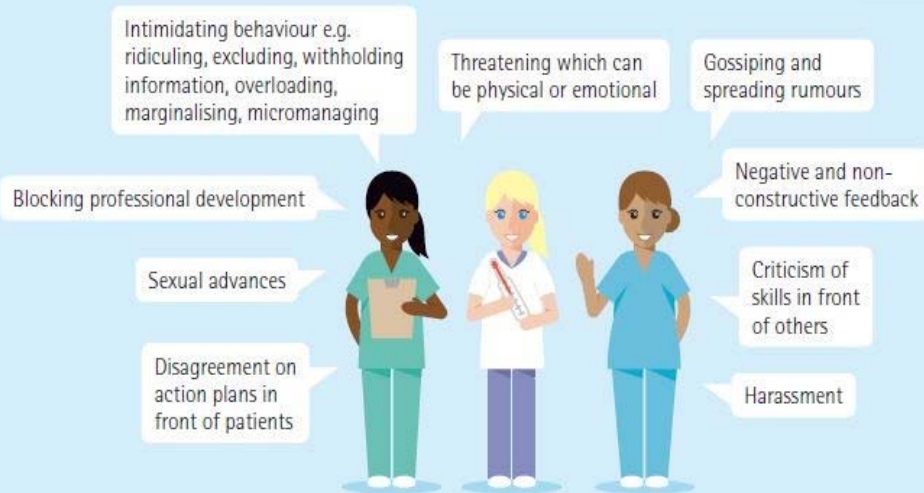 Intimidating behaviour e.g.
ridiculing, excluding, withholding
information, overloading,
marginalising, micromanaging
Threatening which can
be physical or emotional
Gossiping and
spreading rumours
Blocking professional development
Negative and non-
constructive feedback
Sexual advances
Criticism of
skills in front
of others
Disagreement on
action plans in
front of patients
Harassment